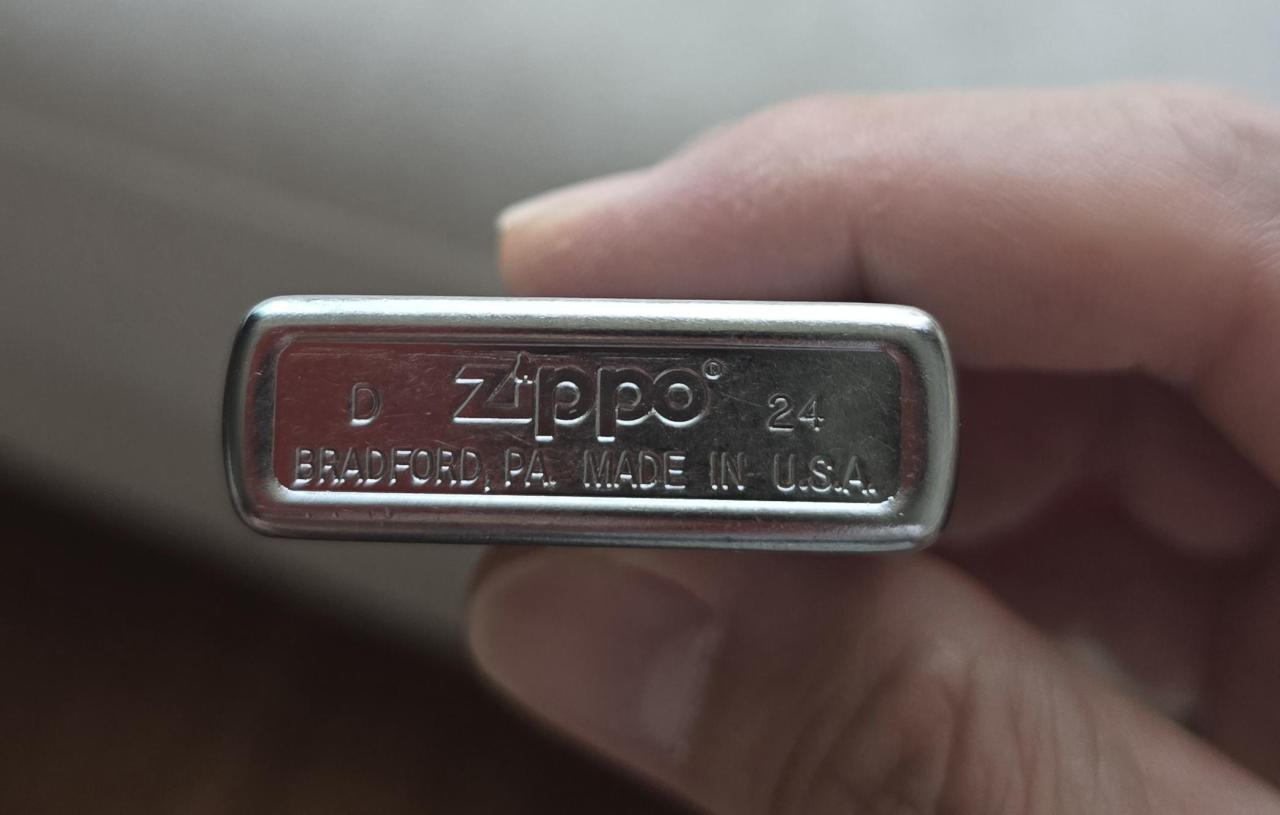 D Zippo® 24
BRADFORD, PA. MADE IN U.S.A.